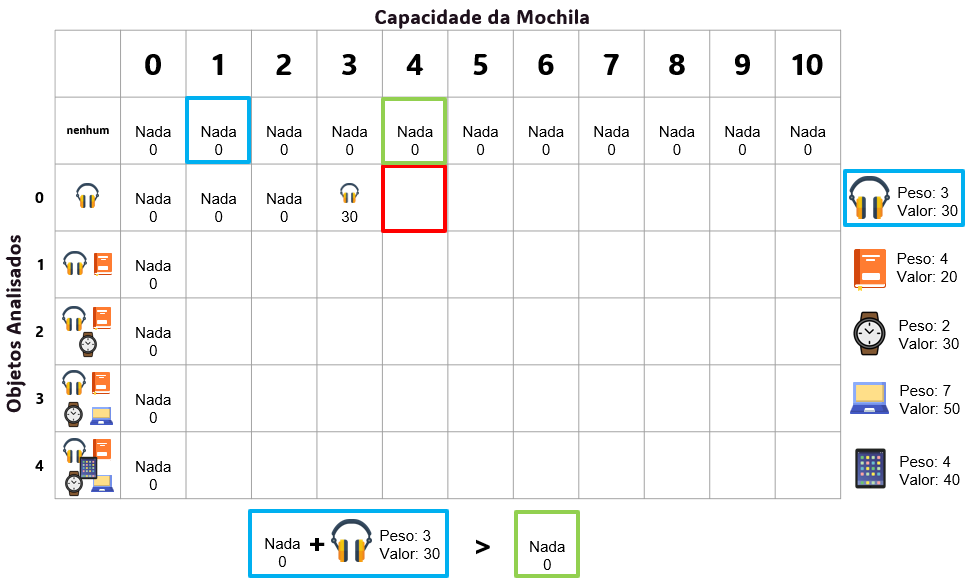 Capacidade da Mochila
0 1 2 3 4 5 6 7 8 9 10
nenhum Nada Nada Nada Nada Nada Nada Nada Nada Nada Nada Nada
0 0 0 0 0 0 0 0 0 0 0
Objetos Analisados
0 Nada Nada Nada
0 0 0 30
Peso: 3
Valor: 30
1 Nada
0
Peso: 4
Valor: 20
2 Nada
0
Peso: 2
Valor: 30
3 Nada
0
Peso: 7
Valor: 50
4 Nada
0
Peso: 4
Valor: 40
Nada + Peso: 3 > Nada
0 Valor: 30 0